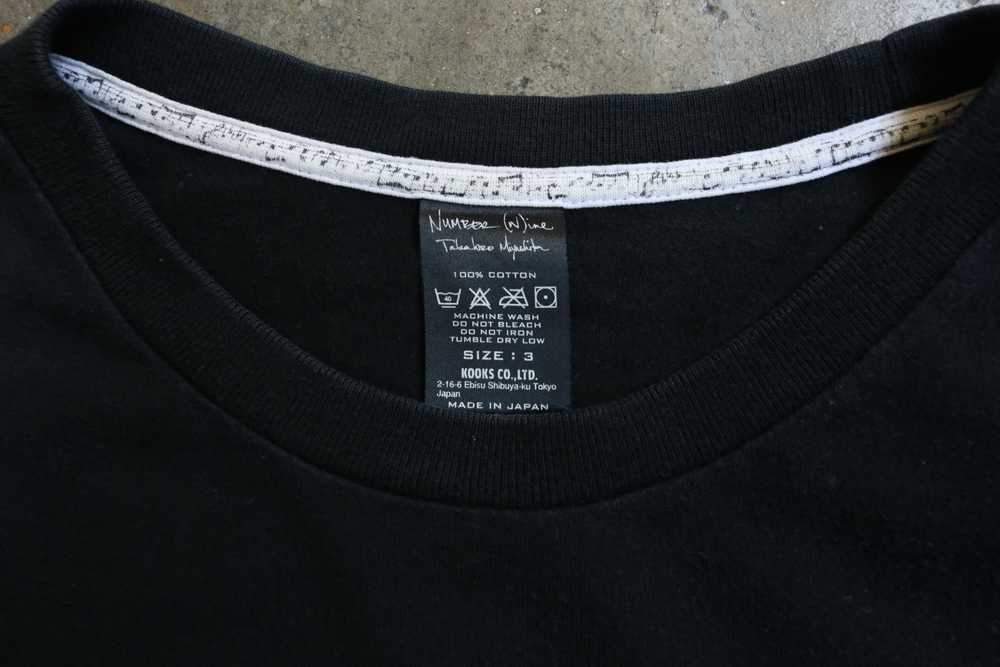 NUMBER (N)ine
Takahiro Miyashita
100% COTTON
40
MACHINE WASH
DO NOT BLEACH
DO NOT IRON
TUMBLE DRY LOW
SIZE : 3
KOOKS CO.,LTD.
2-16-6 Ebisu Shibuya-ku Tokyo
Japan
MADE IN JAPAN